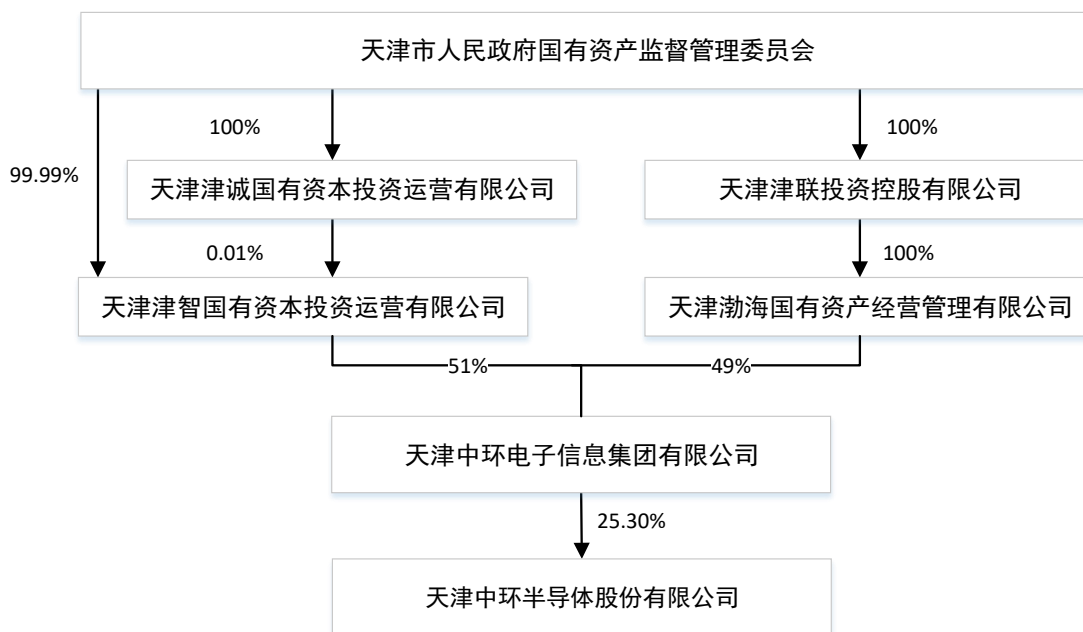 天津市人民政府国有资产监督管理委员会
100%
100%
99.99%
天津津诚国有资本投资运营有限公司
天津津联投资控股有限公司
0.01%
100%
天津津智国有资本投资运营有限公司
天津渤海国有资产经营管理有限公司
51%
49%
天津中环电子信息集团有限公司
25.30%
天津中环半导体股份有限公司